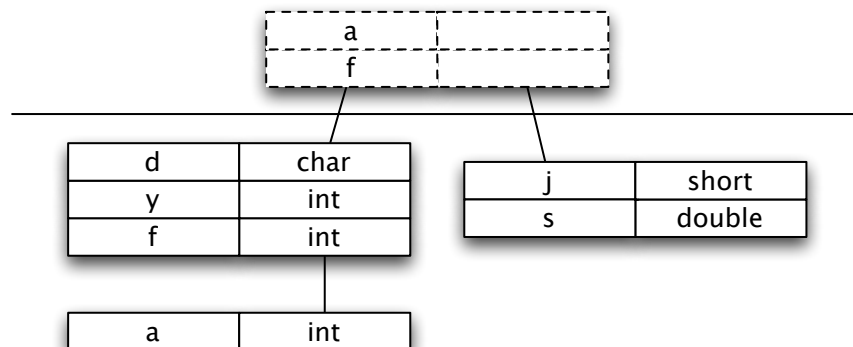 a
f
d char
y int
f int
j short
s double
a int